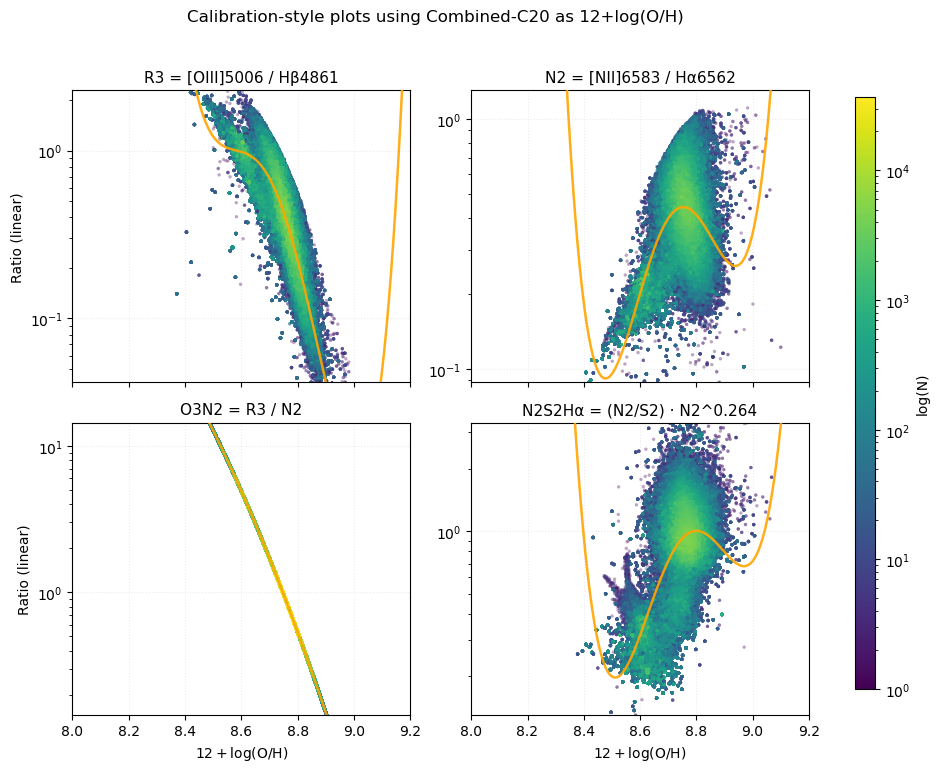 Calibration-style plots using Combined-C20 as 12+log(O/H)
R3 = [OIII]5006 / Hβ4861
N2 = [NII]6583 / Hα6562
Ratio (linear)
10⁰
10⁻¹
10⁰
10⁻¹
O3N2 = R3 / N2
N2S2Hα = (N2/S2) · N2^0.264
Ratio (linear)
10¹
10⁰
10⁰
8.0 8.2 8.4 8.6 8.8 9.0 9.2
8.0 8.2 8.4 8.6 8.8 9.0 9.2
12 + log(O/H)
12 + log(O/H)
10⁴
10³
10²
10¹
10⁰
log(N)